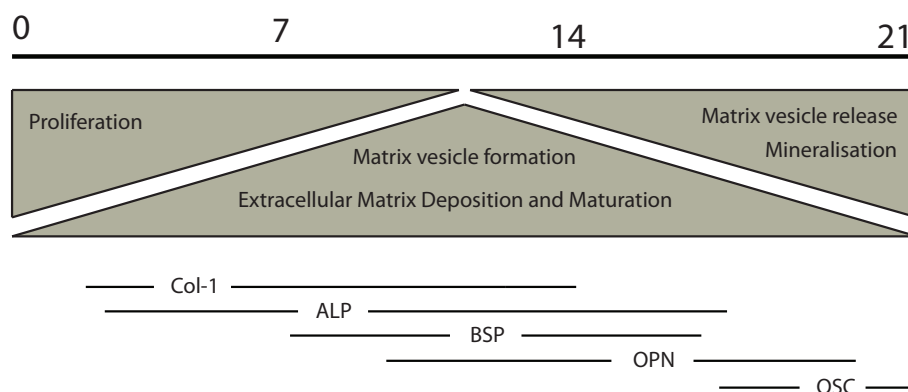 0 7 14 21
Proliferation
Matrix vesicle release
Mineralisation
Matrix vesicle formation
Extracellular Matrix Deposition and Maturation
Col-1
ALP
BSP
OPN
OSC